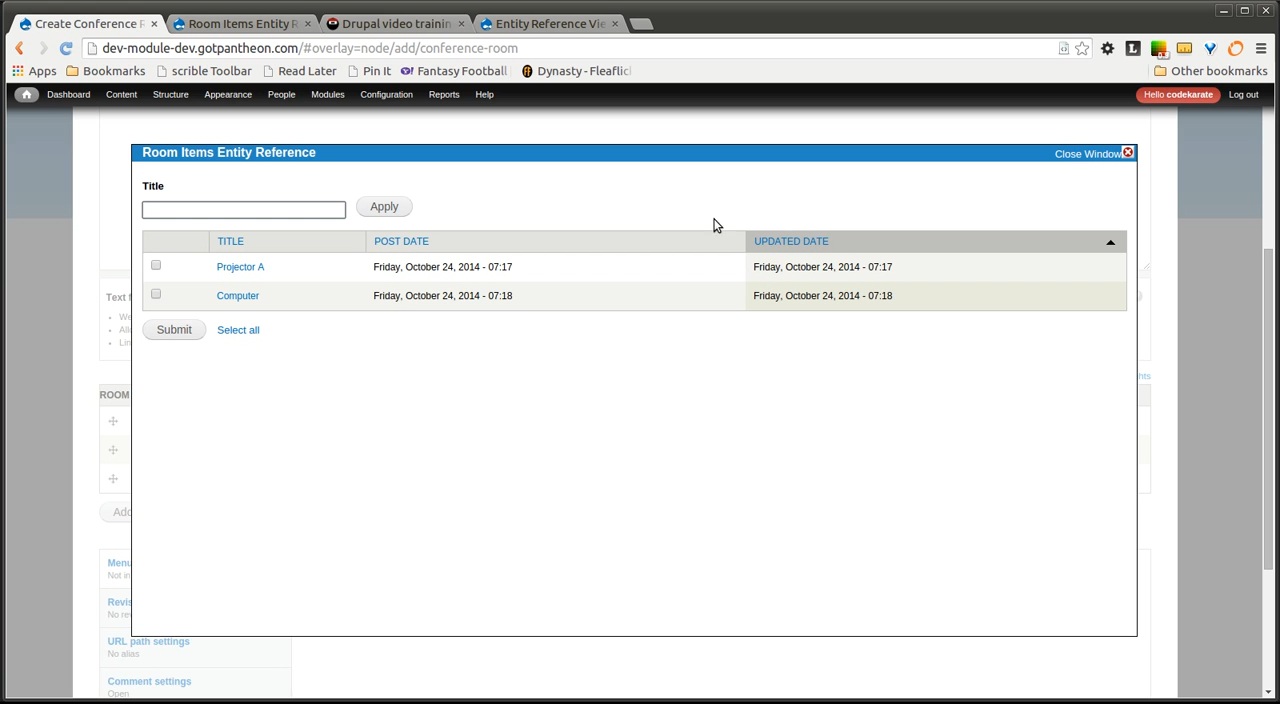 Create Conference R
Room Items Entity R
Drupal video trainin
Entity Reference Vie
dev-module-dev.gotpantheon.com/#overlay=node/add/conference-room
Apps Bookmarks scrible Toolbar Read Later Pin It Fantasy Football Dynasty - Fleaflic Other bookmarks
Dashboard Content Structure Appearance People Modules Configuration Reports Help Hello codekarate Log out
Room Items Entity Reference Close Window
Title
Apply
TITLE POST DATE UPDATED DATE
Projector A Friday, October 24, 2014 - 07:17 Friday, October 24, 2014 - 07:17
Computer Friday, October 24, 2014 - 07:18 Friday, October 24, 2014 - 07:18
Submit Select all
Text f
We
Lin
hts
ROOM
Add
Menu
Not in
Revis
No re
URL path settings
No alias
Comment settings
Open